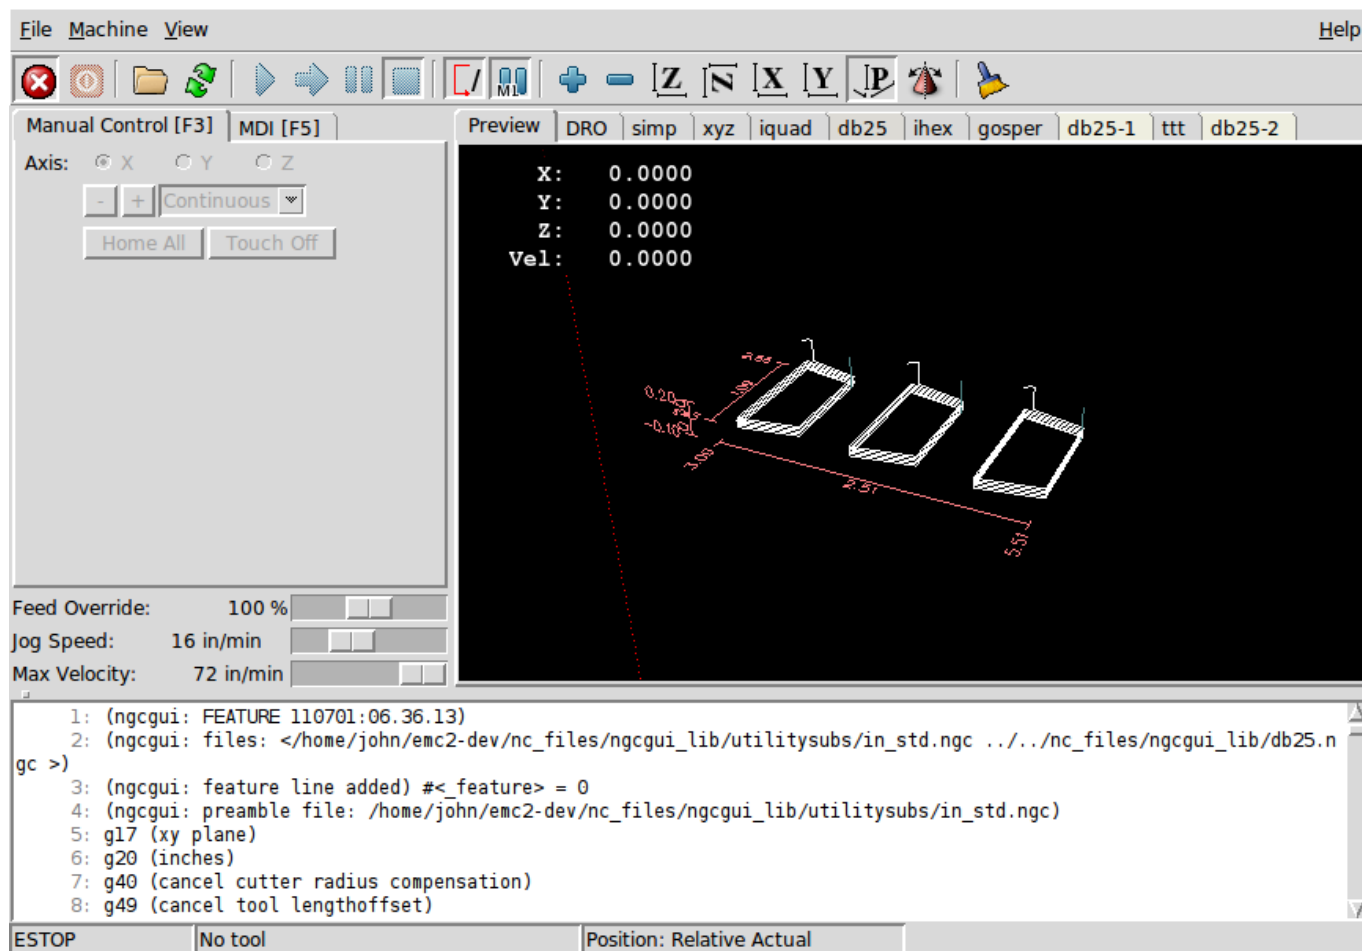 File Machine View Help
M1 Z N X Y P
Manual Control [F3] MDI [F5] Preview DRO simp xyz iquad db25 ihex gosper db25-1 ttt db25-2
Axis: X Y Z
- + Continuous
Home All Touch Off
X: 0.0000
Y: 0.0000
Z: 0.0000
Vel: 0.0000
0.20
-0.10
3.00
2.51
5.51
Feed Override: 100 %
Jog Speed: 16 in/min
Max Velocity: 72 in/min
1: (ngcgui: FEATURE 110701:06.36.13)
2: (ngcgui: files: </home/john/emc2-dev/nc_files/ngcgui_lib/utilitysubs/in_std.ngc ../../nc_files/ngcgui_lib/db25.n
gc >)
3: (ngcgui: feature line added) #<_feature> = 0
4: (ngcgui: preamble file: /home/john/emc2-dev/nc_files/ngcgui_lib/utilitysubs/in_std.ngc)
5: g17 (xy plane)
6: g20 (inches)
7: g40 (cancel cutter radius compensation)
8: g49 (cancel tool lengthoffset)
ESTOP No tool Position: Relative Actual